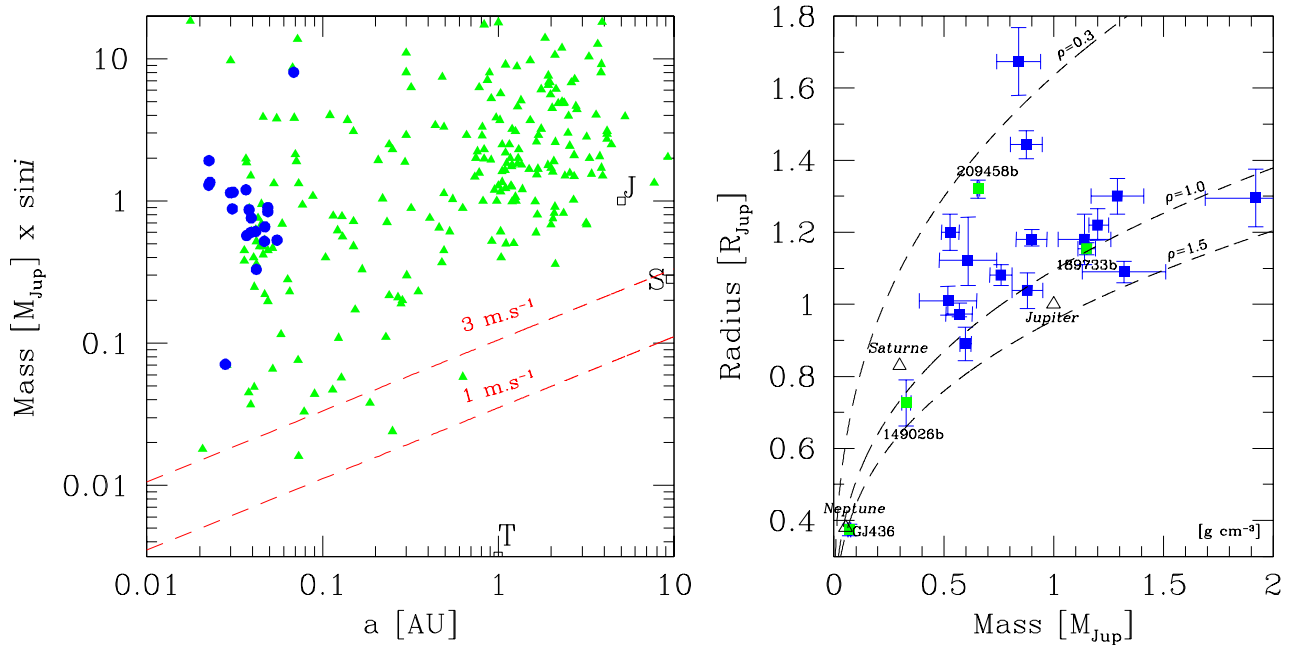 10
1
0.1
0.01
Mass [M_Jup] x sini
0.01
0.1
1
10
a [AU]
J
S
T
3 m.s⁻¹
1 m.s⁻¹
1.8
1.6
1.4
1.2
1
0.8
0.6
0.4
Radius [R_Jup]
0
0.5
1
1.5
2
Mass [M_Jup]
ρ=0.3
209458b
ρ=1.0
189733b
ρ=1.5
Jupiter
Saturne
149026b
Neptune
GJ436
[g cm⁻³]